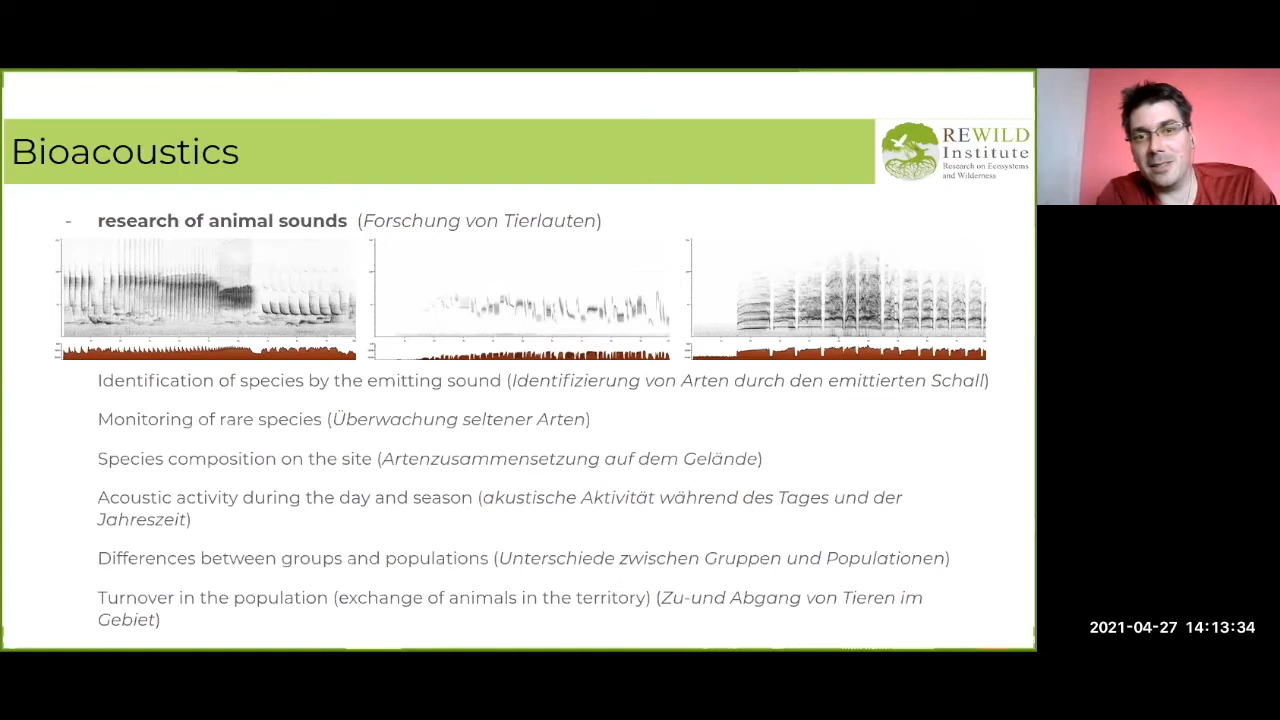 Bioacoustics
REWILD
Institute
Research on Ecosystems
and Wilderness
- research of animal sounds (Forschung von Tierlauten)
Identification of species by the emitting sound (Identifizierung von Arten durch den emittierten Schall)
Monitoring of rare species (Überwachung seltener Arten)
Species composition on the site (Artenzusammensetzung auf dem Gelände)
Acoustic activity during the day and season (akustische Aktivität während des Tages und der
Jahreszeit)
Differences between groups and populations (Unterschiede zwischen Gruppen und Populationen)
Turnover in the population (exchange of animals in the territory) (Zu-und Abgang von Tieren im
Gebiet)
2021-04-27 14:13:34